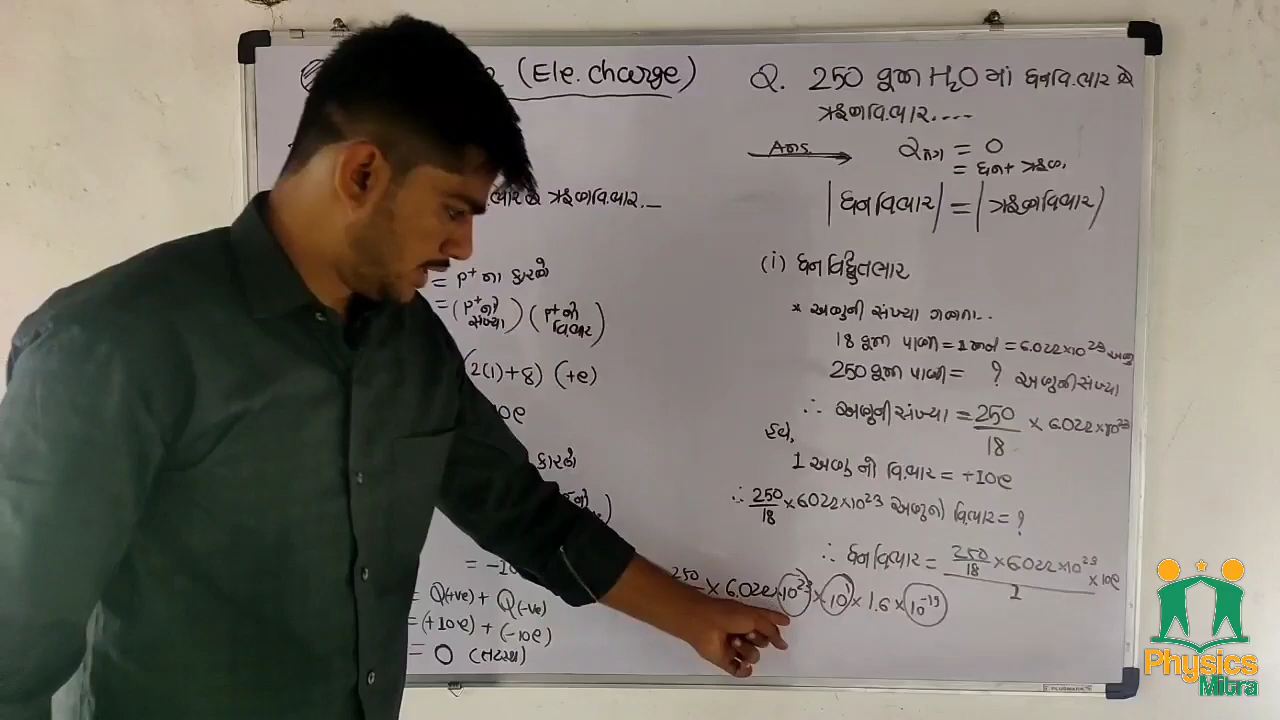 (Ele. charge)
ઋણવિ.ભાર.—
= P⁺ ના કારણે
= (P⁺ની સંખ્યા) (P⁺નો વિ.ભાર)
(2(1)+8) (+e)
કારણે
= Q(+ve) + Q(-ve)
= (+10e) + (-10e)
= 0 (તટસ્થ)
Q. 250 ગ્રામ H₂O માં ધનવિ.ભાર કે
ઋણવિ.ભાર....
Ans.
= 0
= ધન + ઋણ.
|ધનવિ.ભાર| = |ઋણવિ.ભાર|
(i) ધન વિદ્યુતભાર
* અણુની સંખ્યા ગણતા..
18 ગ્રામ પાણી = 1 મોલ = 6.022×10²³ અણુ
250 ગ્રામ પાણી = ? અણુની સંખ્યા
∴ અણુની સંખ્યા = 250/18 × 6.022×10²³
હવે,
1 અણુ નો વિ.ભાર = +10e
∴ 250/18 × 6.022×10²³ અણુનો વિ.ભાર = ?
∴ ધન વિ.ભાર = 250/18 × 6.022×10²³ × 10e / 1
250 × 6.022 × 10²³ × 10¹ × 1.6 × 10⁻¹⁹
Physics
Mitra